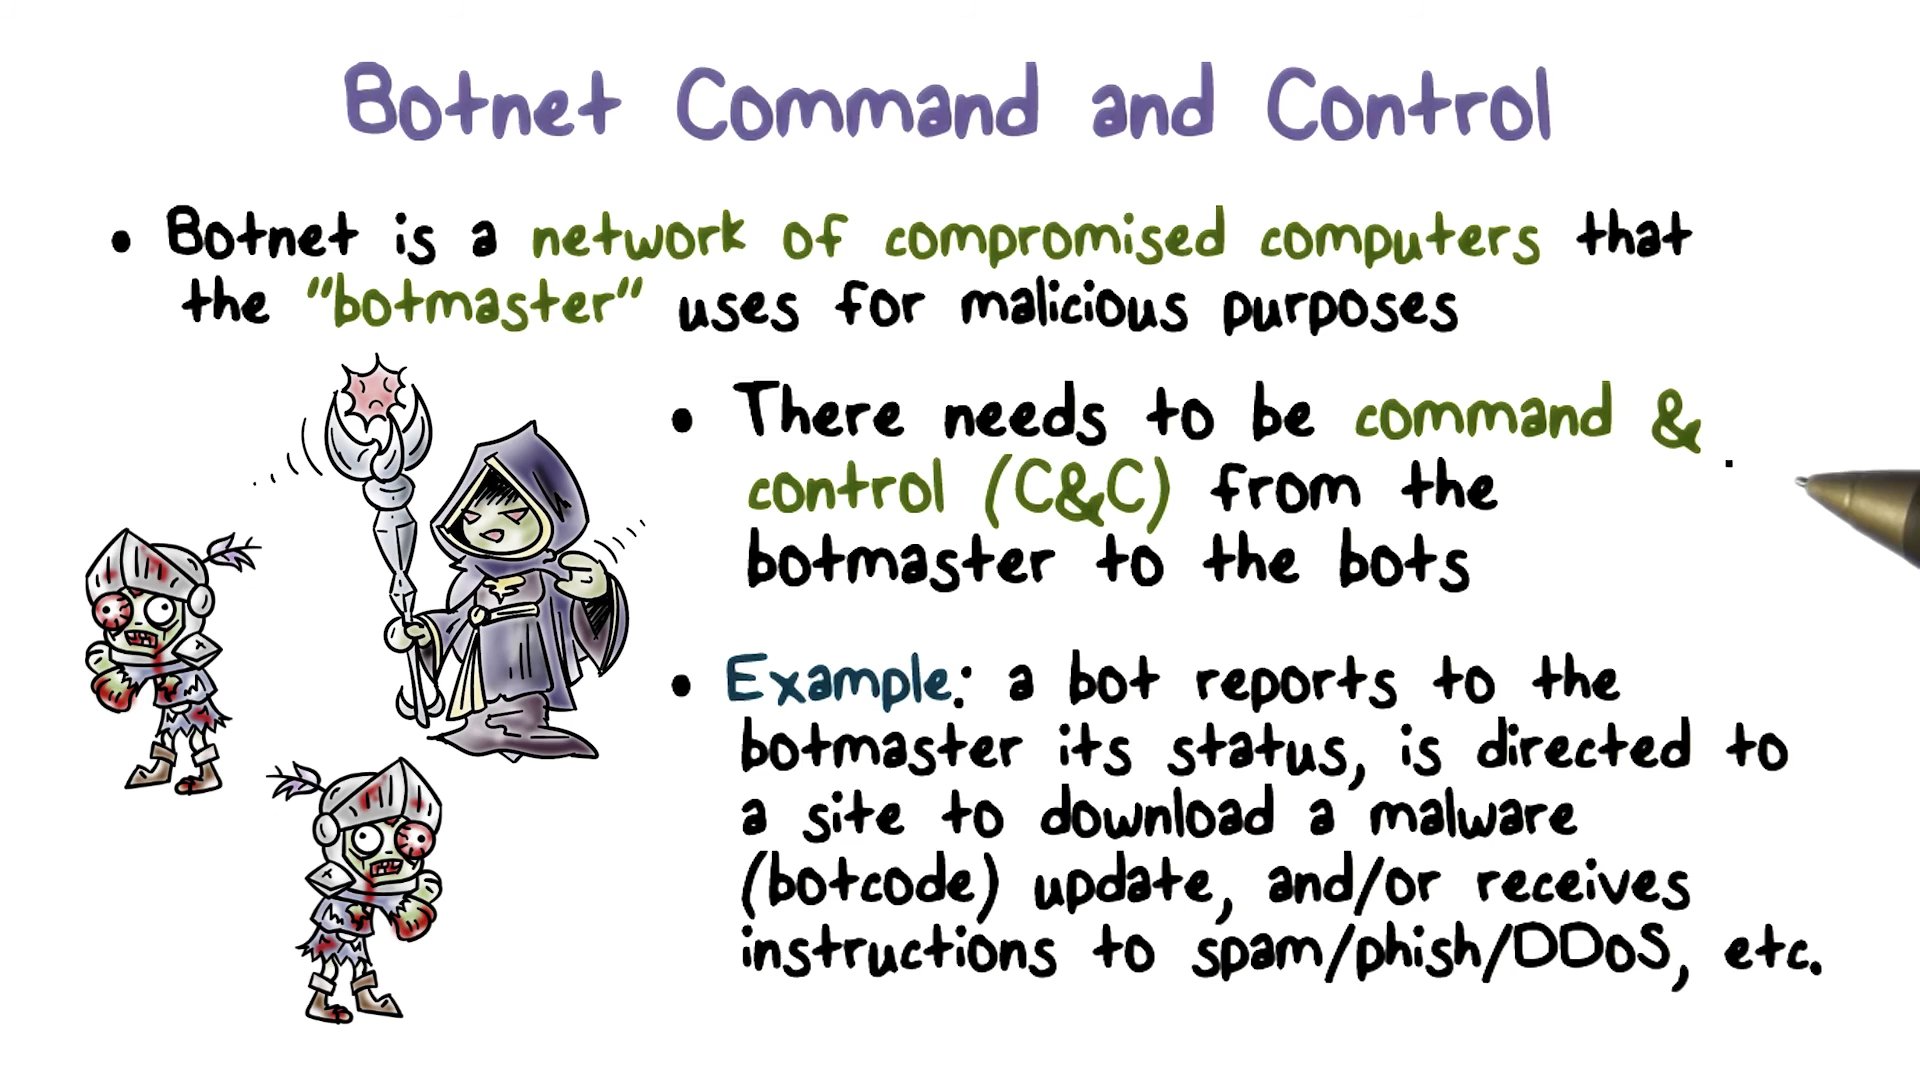 Botnet Command and Control
• Botnet is a network of compromised computers that
the "botmaster" uses for malicious purposes
• There needs to be command &
control (C&C) from the
botmaster to the bots
• Example: a bot reports to the
botmaster its status, is directed to
a site to download a malware
(botcode) update, and/or receives
instructions to spam/phish/DDoS, etc.